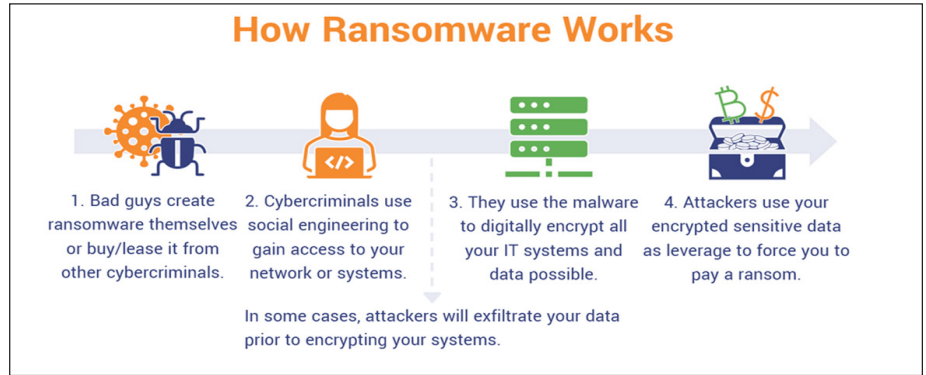 How Ransomware Works
1. Bad guys create
ransomware themselves
or buy/lease it from
other cybercriminals.
2. Cybercriminals use
social engineering to
gain access to your
network or systems.
3. They use the malware
to digitally encrypt all
your IT systems and
data possible.
4. Attackers use your
encrypted sensitive data
as leverage to force you to
pay a ransom.
In some cases, attackers will exfiltrate your data
prior to encrypting your systems.